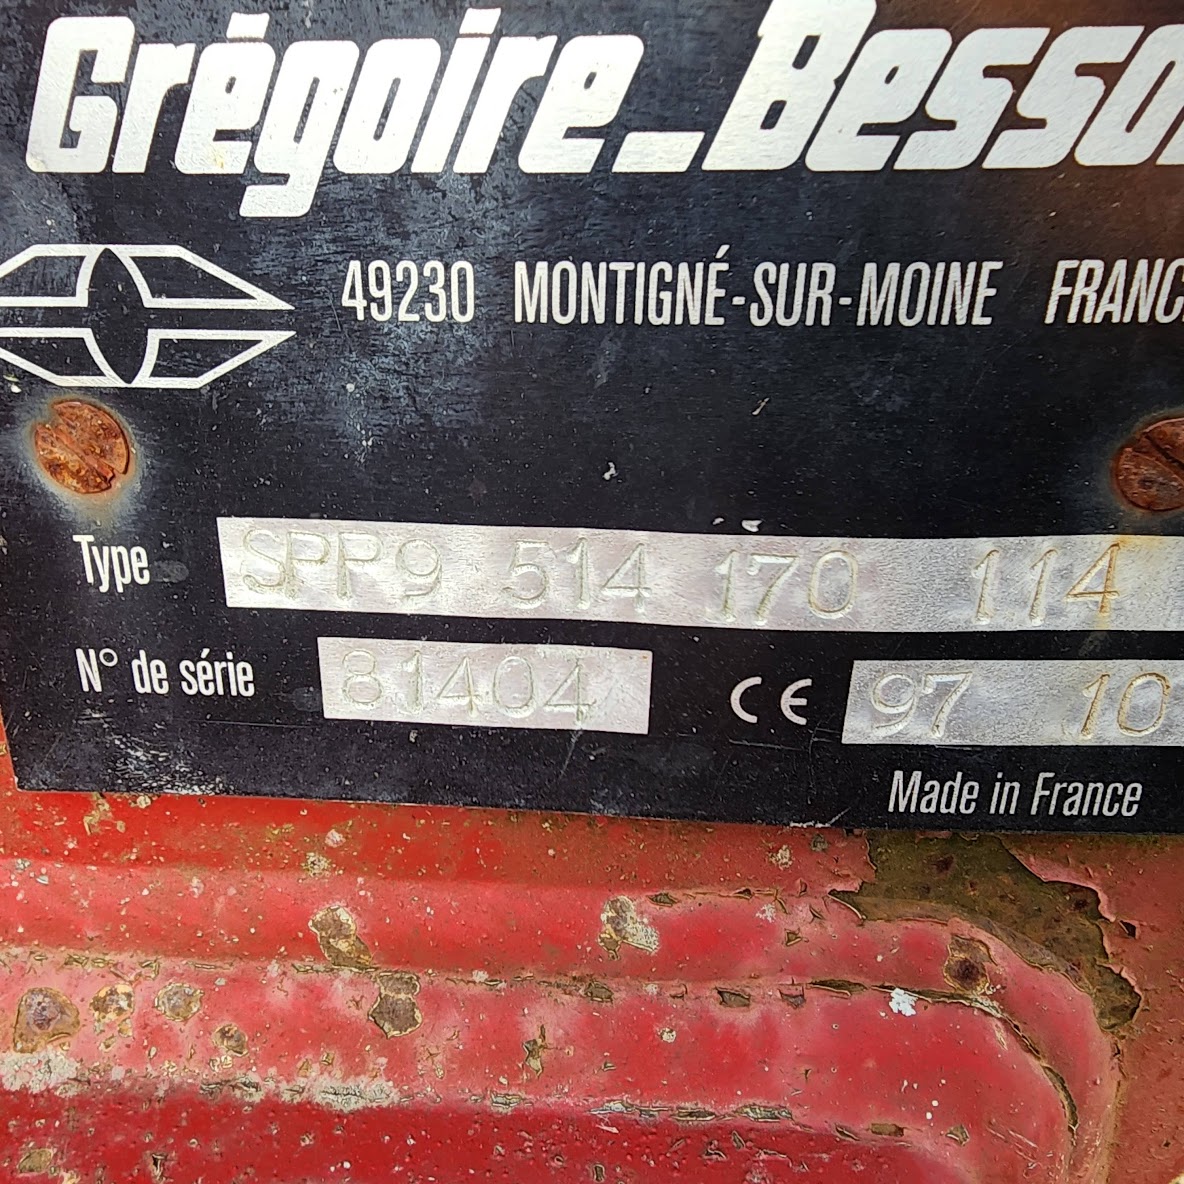 Grégoire_Besso
49230 MONTIGNÉ-SUR-MOINE FRANC
Type SPP9 514 170 114
N° de série 81404 CE 97 10
Made in France